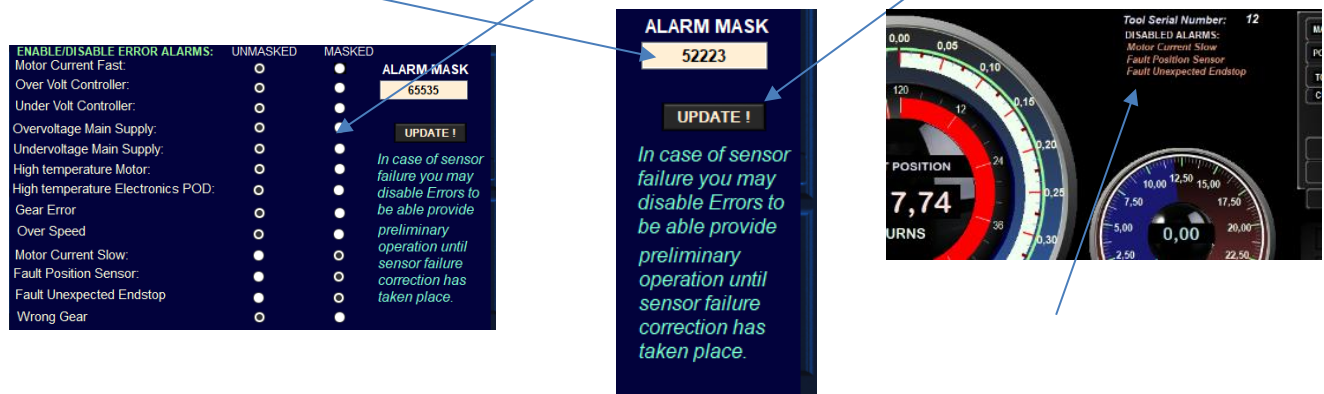 ENABLE/DISABLE ERROR ALARMS: UNMASKED MASKED
Motor Current Fast:
Over Volt Controller:
Under Volt Controller:
Overvoltage Main Supply:
Undervoltage Main Supply:
High temperature Motor:
High temperature Electronics POD:
Gear Error
Over Speed
Motor Current Slow:
Fault Position Sensor:
Fault Unexpected Endstop
Wrong Gear
ALARM MASK
65535
UPDATE !
In case of sensor
failure you may
disable Errors to
be able provide
preliminary
operation until
sensor failure
correction has
taken place.
ALARM MASK
52223
UPDATE !
In case of sensor
failure you may
disable Errors to
be able provide
preliminary
operation until
sensor failure
correction has
taken place.
Tool Serial Number: 12
DISABLED ALARMS:
Motor Current Slow
Fault Position Sensor
Fault Unexpected Endstop
0,00
0,05
0,10
0,15
0,20
0,25
0,30
120
12
24
36
POSITION
7,74
URNS
2,50
5,00
7,50
10,00
12,50
15,00
17,50
20,00
22,50
0,00